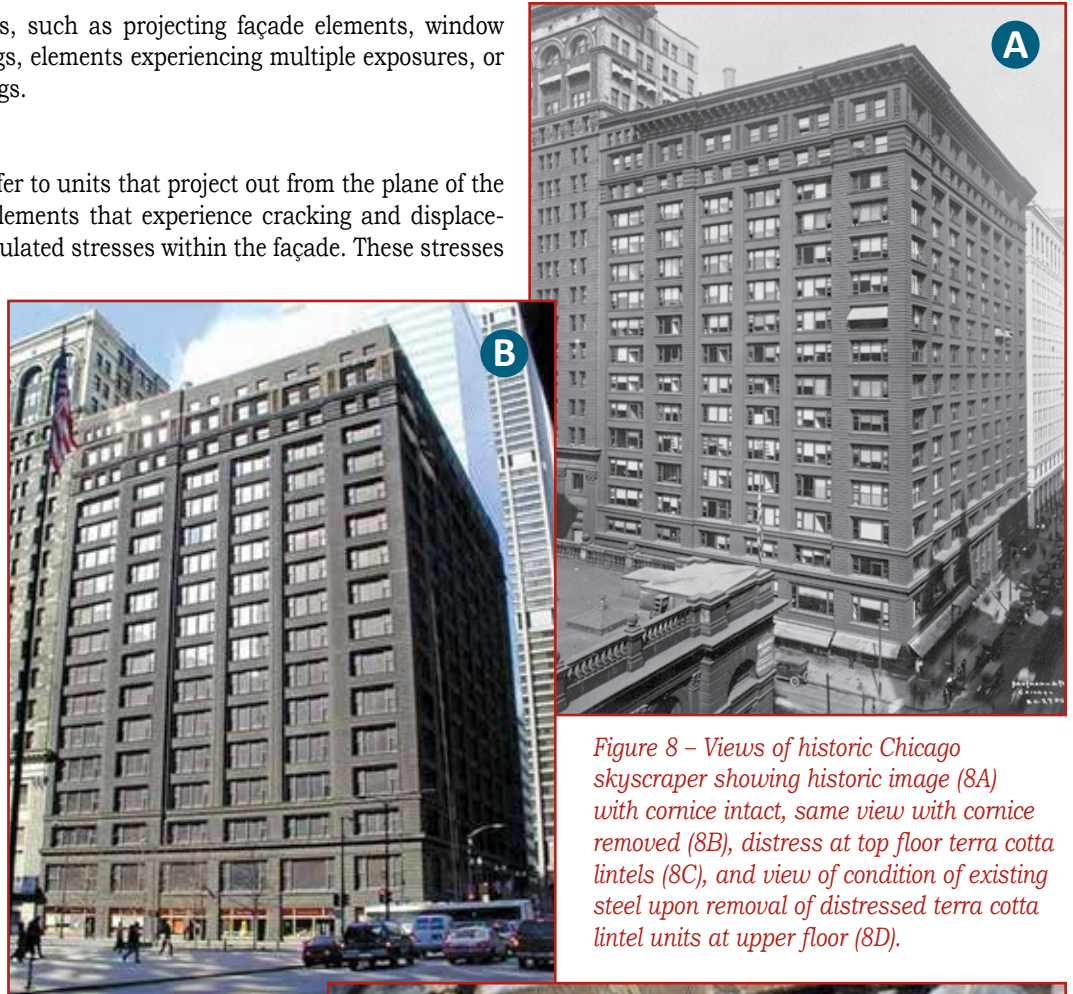 s, such as projecting façade elements, window
gs, elements experiencing multiple exposures, or
gs.
fer to units that project out from the plane of the
lements that experience cracking and displace-
ulated stresses within the façade. These stresses
A
B
Chicago
Figure 8 – Views of historic Chicago
skyscraper showing historic image (8A)
with cornice intact, same view with cornice
removed (8B), distress at top floor terra cotta
lintels (8C), and view of condition of existing
steel upon removal of distressed terra cotta
lintel units at upper floor (8D).